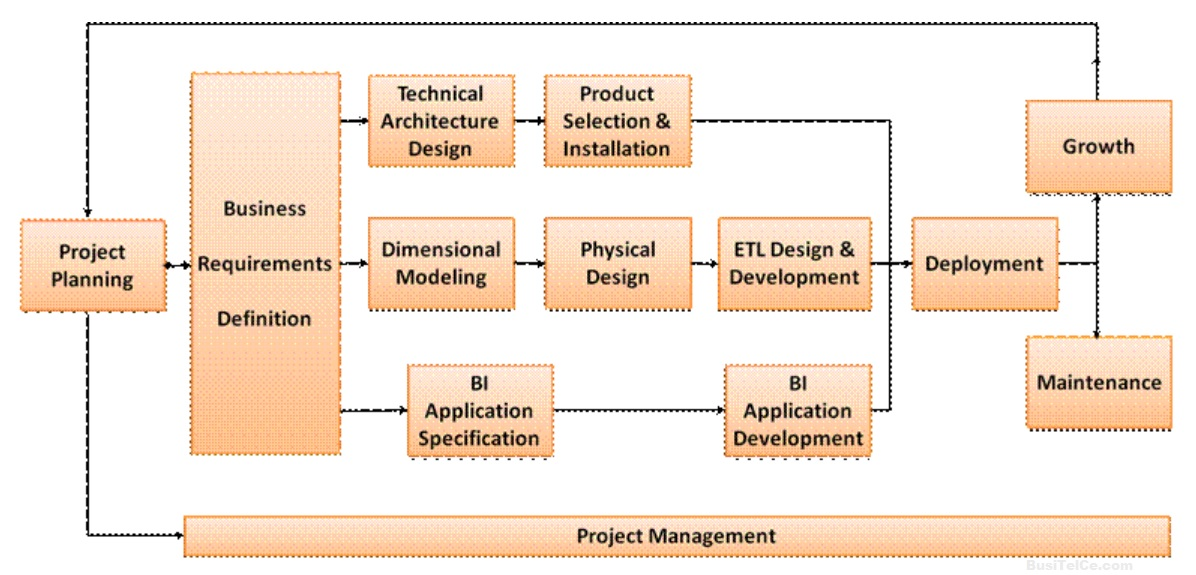 Technical
Architecture
Design
Product
Selection &
Installation
Growth
Business
Requirements
Definition
Project
Planning
Dimensional
Modeling
Physical
Design
ETL Design &
Development
Deployment
BI
Application
Specification
BI
Application
Development
Maintenance
Project Management
BusiTelCe.com